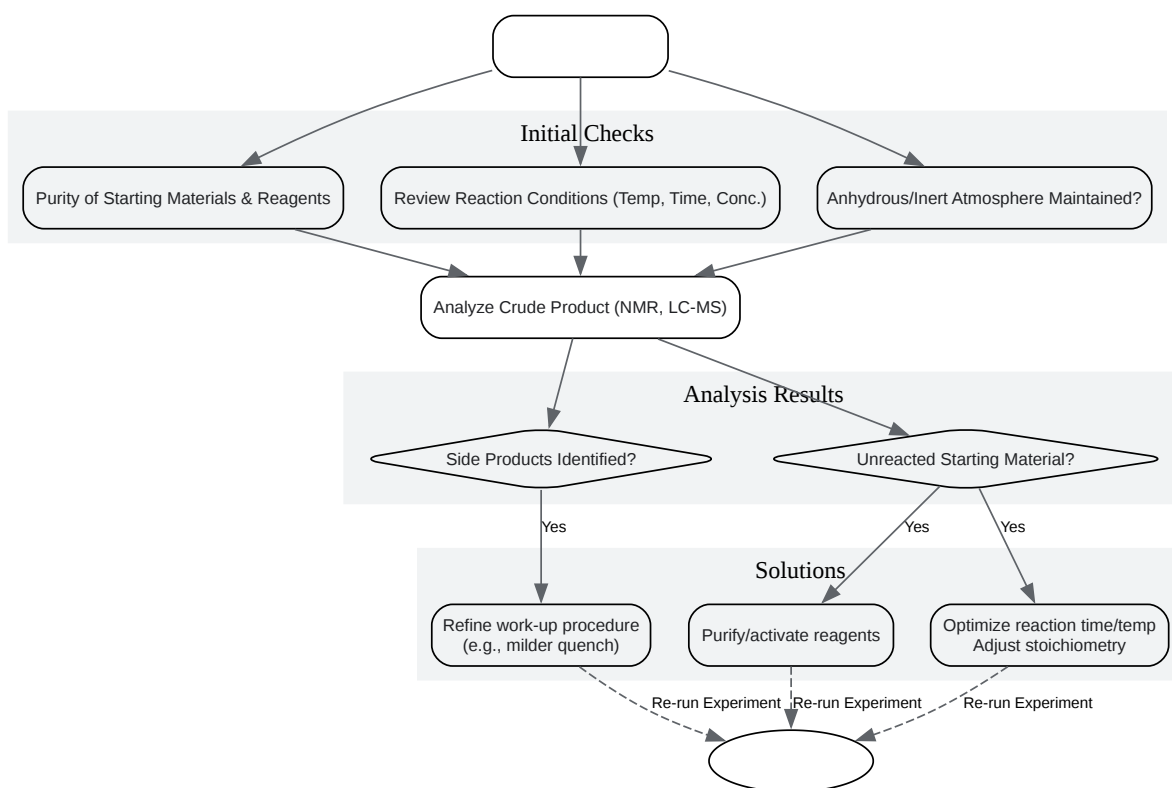 Initial Checks
Purity of Starting Materials & Reagents
Review Reaction Conditions (Temp, Time, Conc.)
Anhydrous/Inert Atmosphere Maintained?
Analyze Crude Product (NMR, LC-MS)
Analysis Results
Side Products Identified?
Unreacted Starting Material?
Yes
Yes
Yes
Solutions
Refine work-up procedure
(e.g., milder quench)
Purify/activate reagents
Optimize reaction time/temp
Adjust stoichiometry
Re-run Experiment
Re-run Experiment
Re-run Experiment